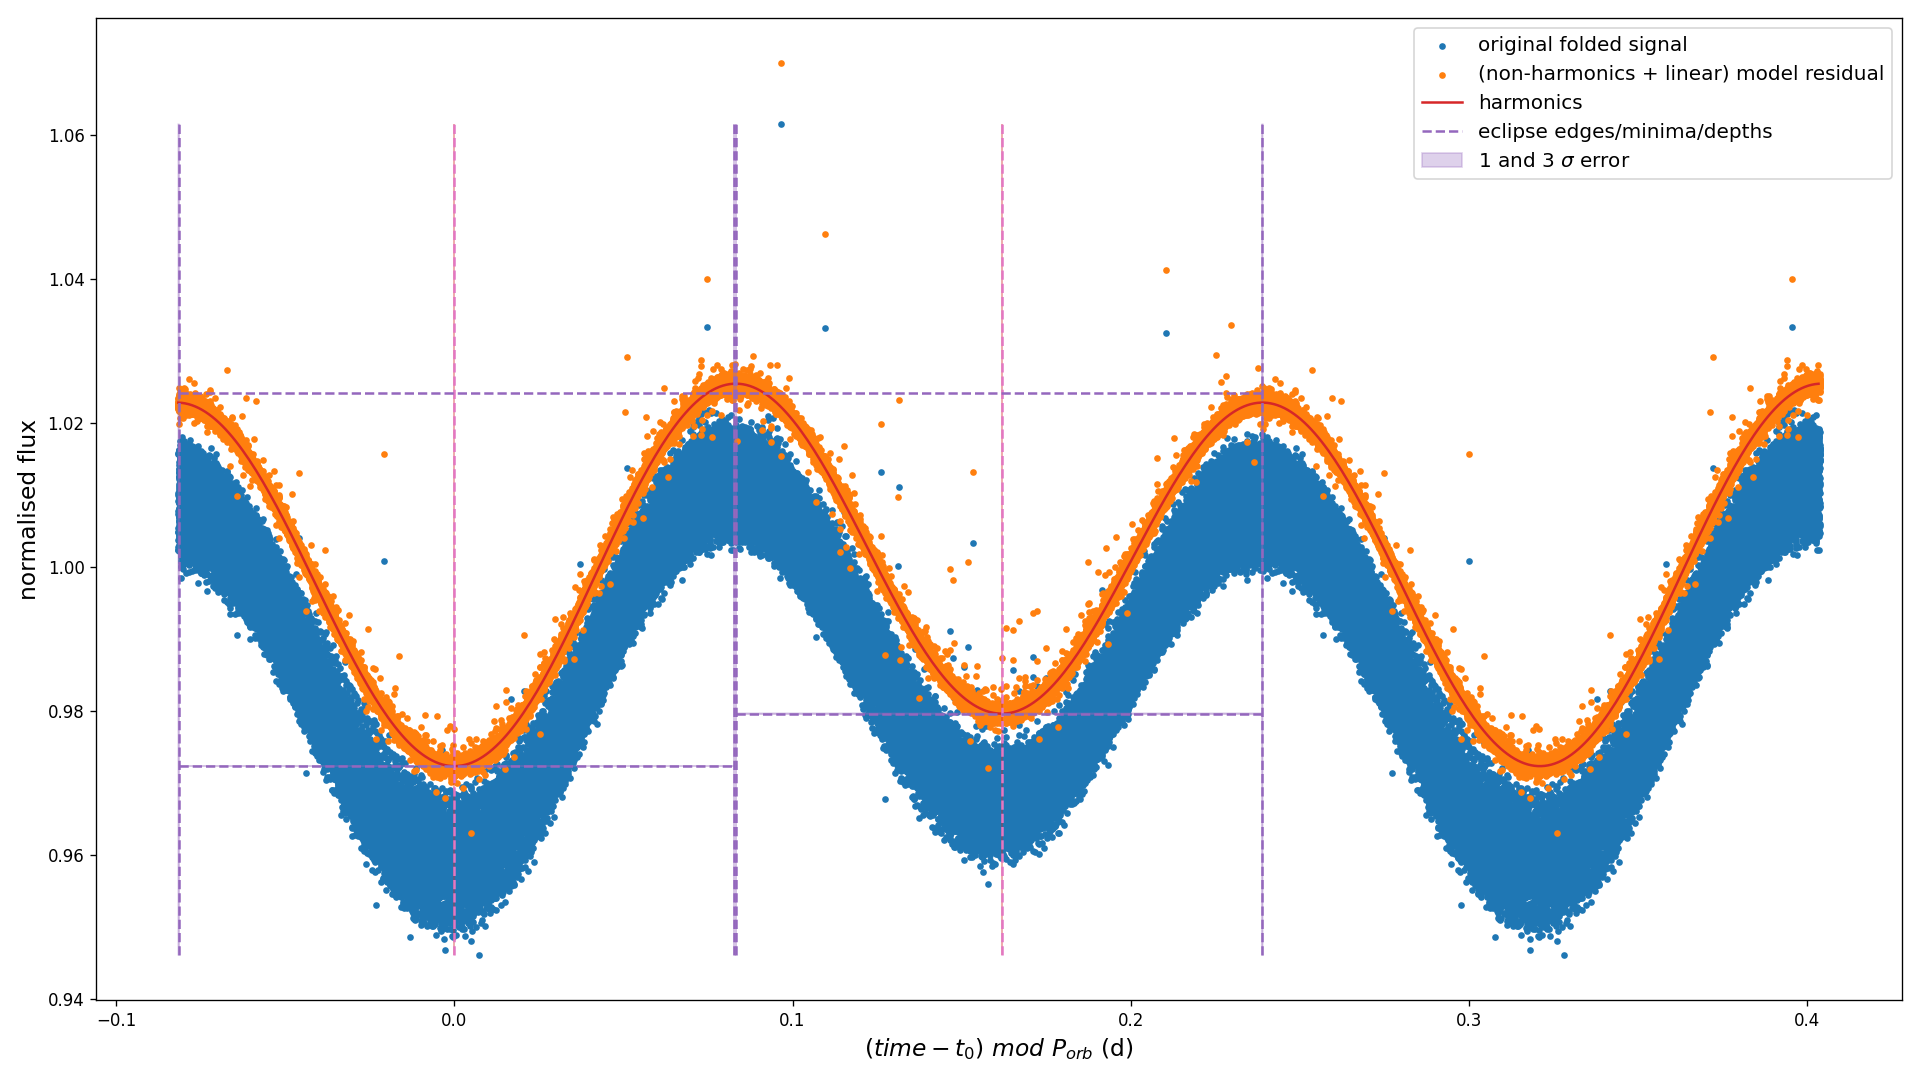 original folded signal
(non-harmonics + linear) model residual
harmonics
eclipse edges/minima/depths
1 and 3 σ error
normalised flux
1.06
1.04
1.02
1.00
0.98
0.96
0.94
−0.1
0.0
0.1
0.2
0.3
0.4
(time − t₀) mod P_orb (d)